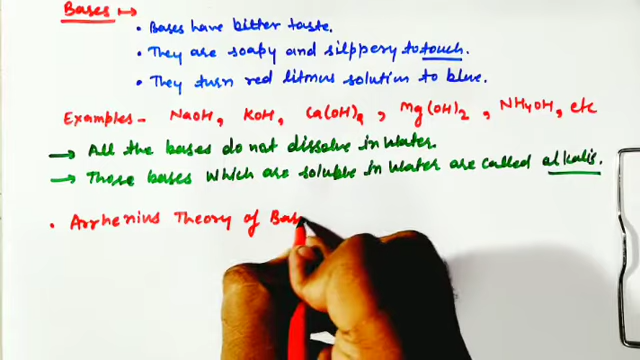 Bases ↦
• Bases have bitter taste.
• They are soapy and silppery to touch.
• They turn red litmus solution to blue.
Examples - NaOH, KOH, Ca(OH)2, Mg(OH)2, NH4OH, etc
→ All the bases do not dissolve in water.
→ Those bases which are soluble in water are called alkalis.
• Arrhenius Theory of Bas